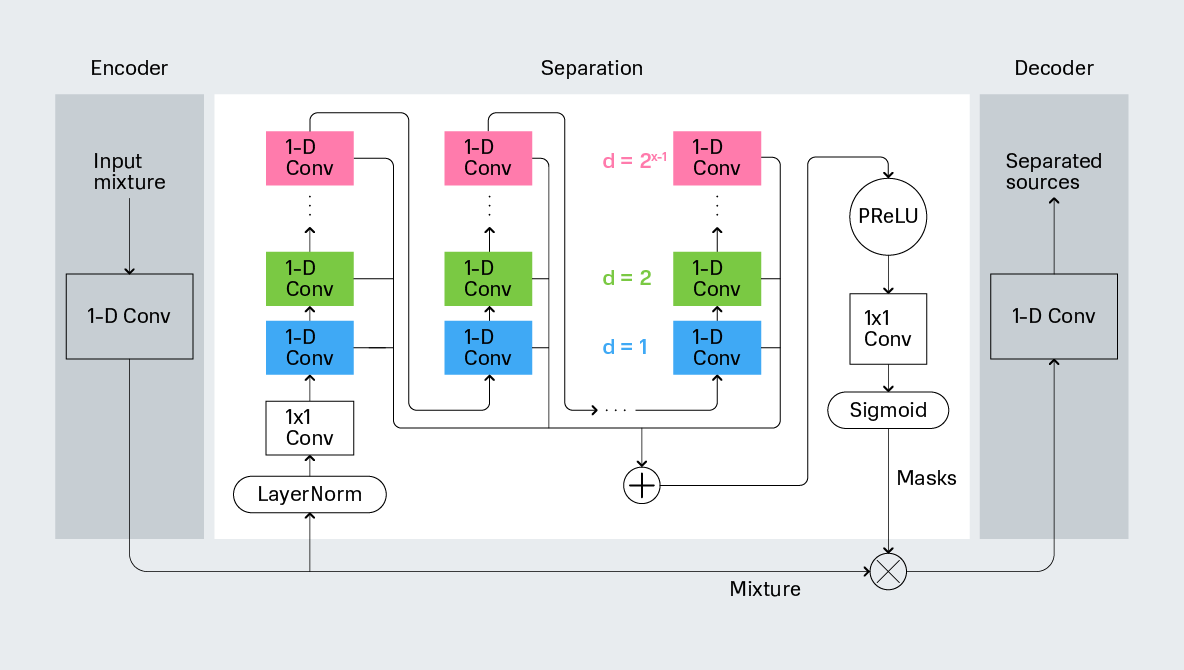 Encoder
Separation
Decoder
Input
mixture
1-D Conv
1-D
Conv
1-D
Conv
1-D
Conv
1x1
Conv
LayerNorm
1-D
Conv
1-D
Conv
1-D
Conv
d = 2ˣ⁻¹
d = 2
d = 1
. . .
1-D
Conv
1-D
Conv
1-D
Conv
+
PReLU
1x1
Conv
Sigmoid
Masks
Mixture
Separated
sources
1-D Conv